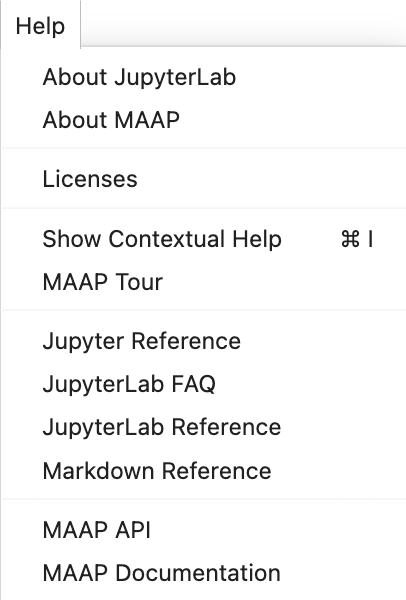 Help
About JupyterLab
About MAAP
Licenses
Show Contextual Help ⌘ I
MAAP Tour
Jupyter Reference
JupyterLab FAQ
JupyterLab Reference
Markdown Reference
MAAP API
MAAP Documentation